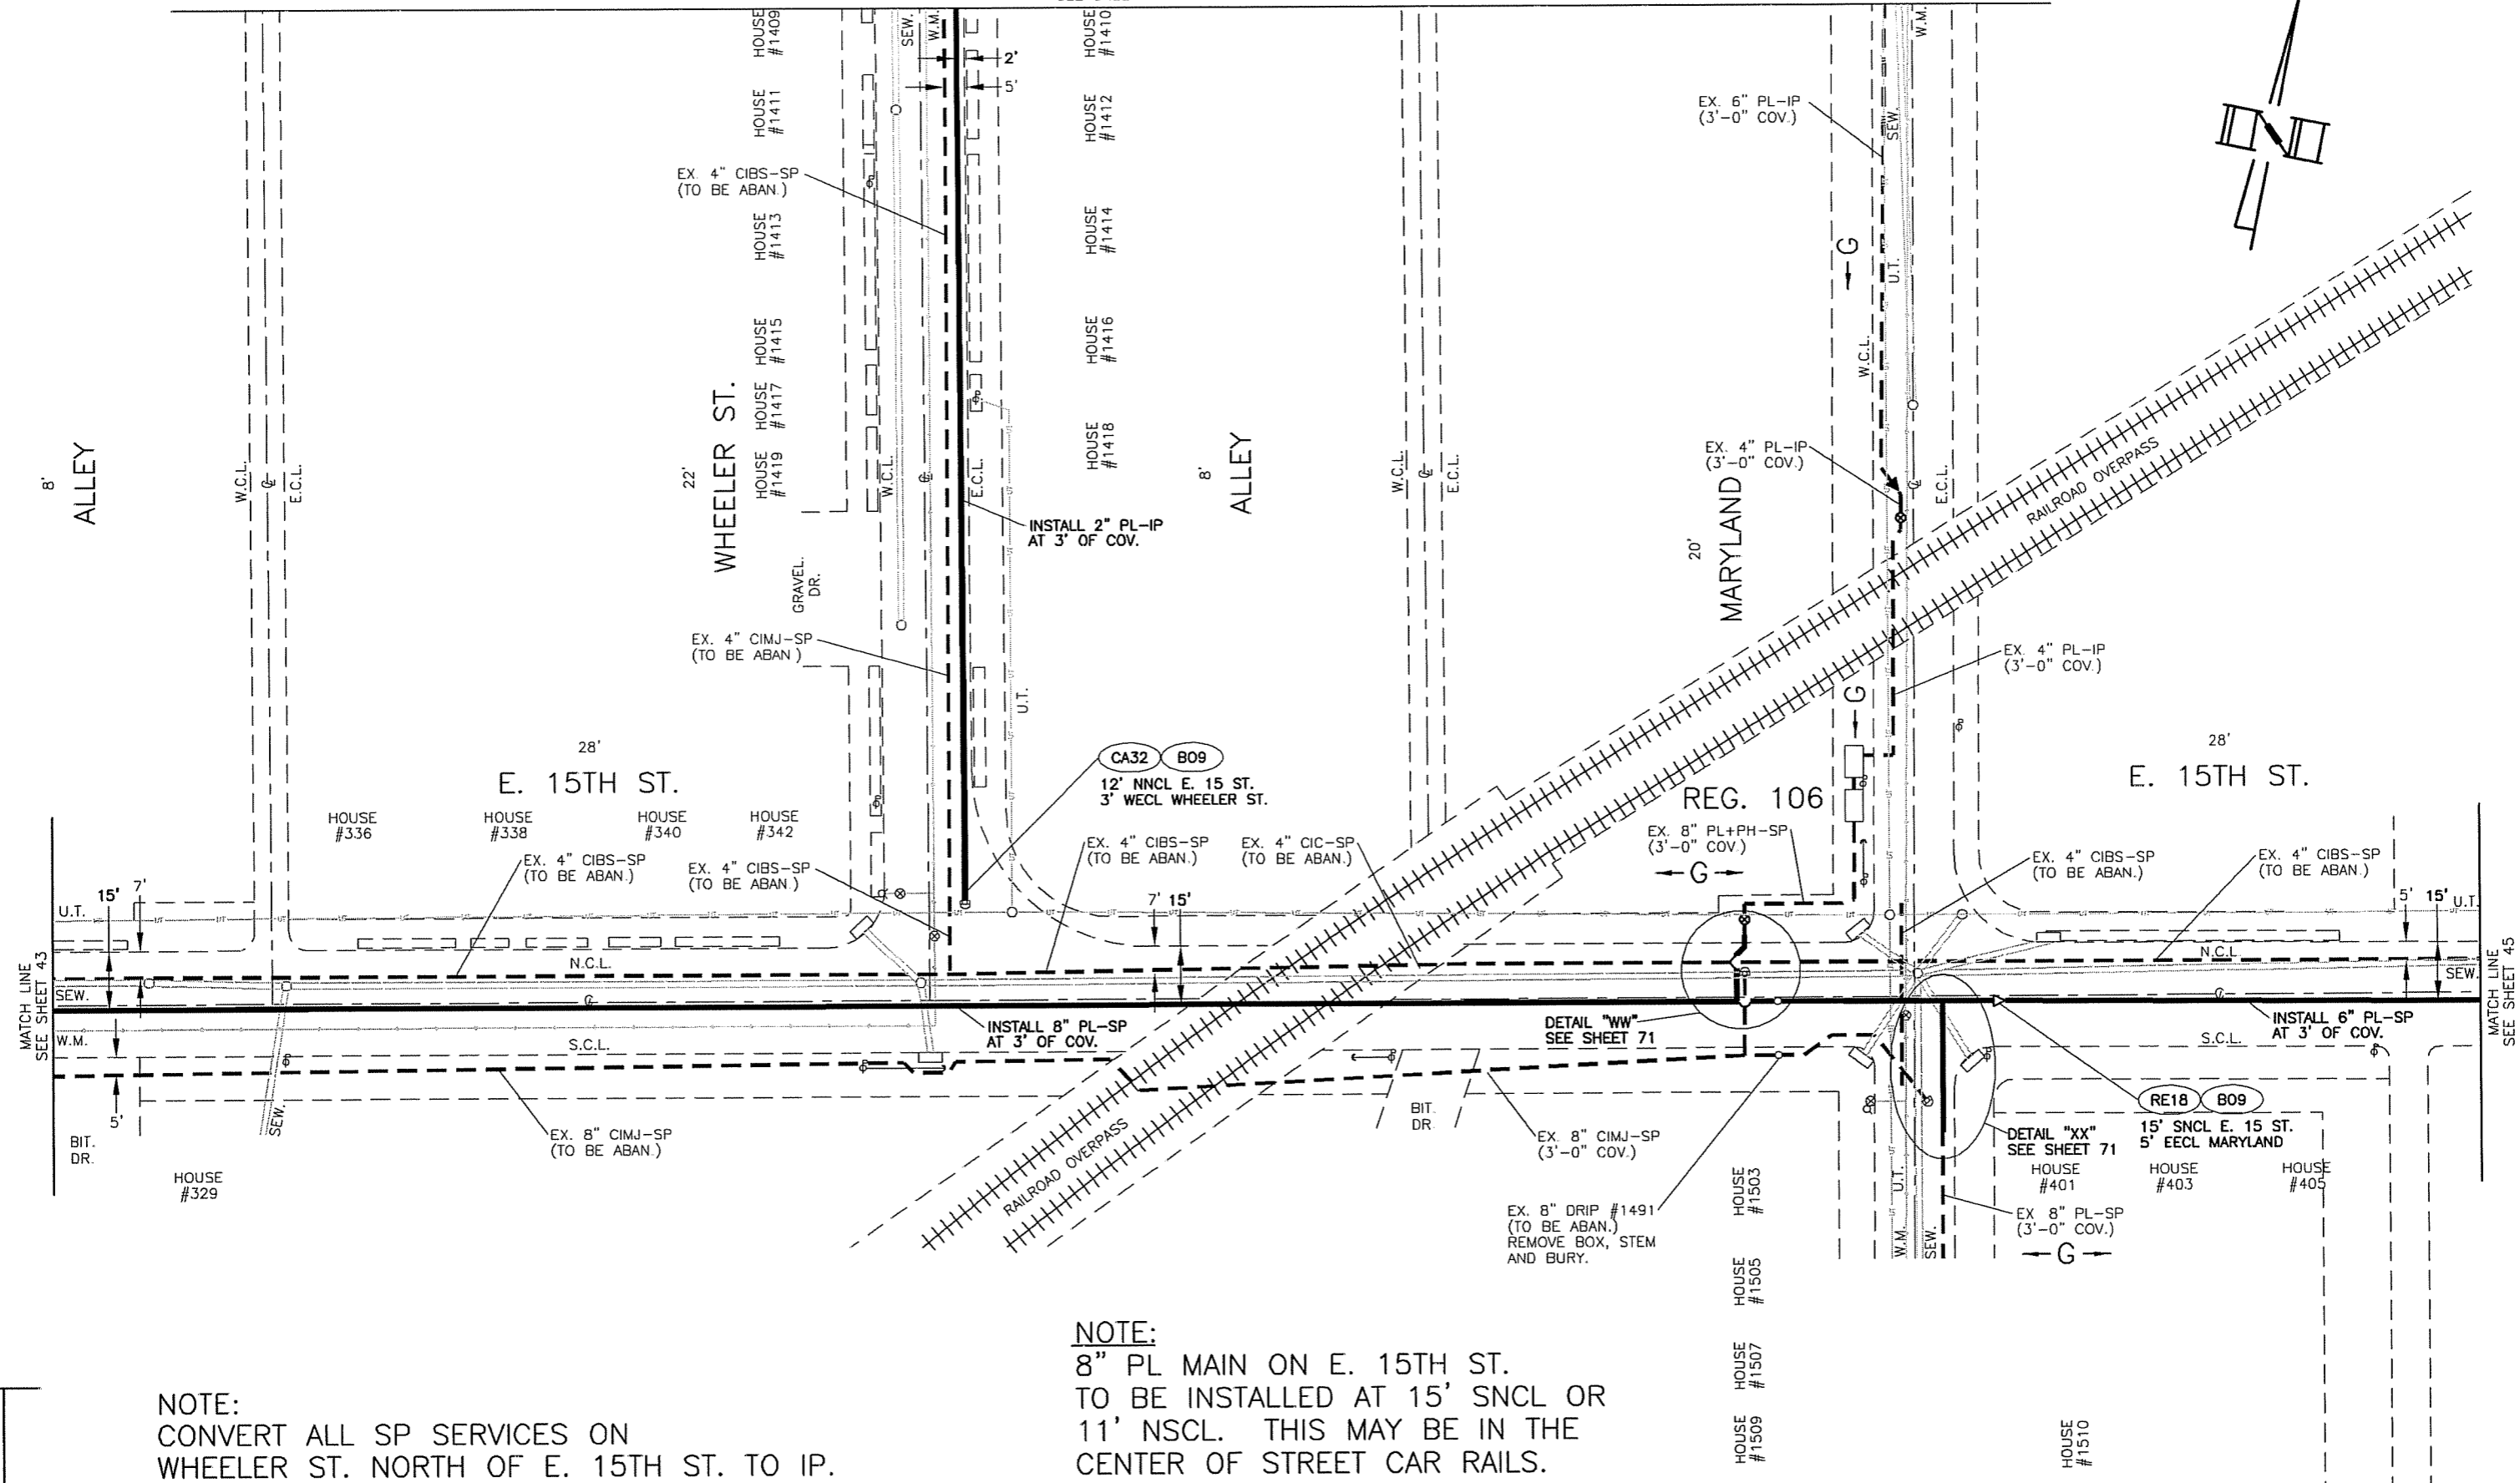 HOUSE
#1409
SEW.
W.M.
HOUSE
#1410
W.M.
2'
5'
HOUSE
#1411
HOUSE
#1412
EX. 6" PL-IP
(3'-0" COV.)
SEW.
EX. 4" CIBS-SP
(TO BE ABAN.)
HOUSE
#1413
HOUSE
#1414
G
U.T.
HOUSE
#1415
HOUSE
#1416
W.C.L.
HOUSE
#1417
HOUSE
#1418
HOUSE
#1419
8'
ALLEY
W.C.L.
E.C.L.
22'
WHEELER ST.
W.C.L.
E.C.L.
8'
ALLEY
W.C.L.
E.C.L.
EX. 4" PL-IP
(3'-0" COV.)
E.C.L.
RAILROAD OVERPASS
20'
MARYLAND
INSTALL 2" PL-IP
AT 3' OF COV.
GRAVEL.
DR.
EX. 4" CIMJ-SP
(TO BE ABAN )
U.T.
EX. 4" PL-IP
(3'-0" COV.)
G
28'
E. 15TH ST.
CA32
B09
12' NNCL E. 15 ST.
3' WECL WHEELER ST.
28'
E. 15TH ST.
REG. 106
HOUSE
#336
HOUSE
#338
HOUSE
#340
HOUSE
#342
EX. 4" CIBS-SP
(TO BE ABAN.)
EX. 4" CIBS-SP
(TO BE ABAN.)
EX. 4" CIBS-SP
(TO BE ABAN.)
EX. 4" CIC-SP
(TO BE ABAN.)
EX. 8" PL+PH-SP
(3'-0" COV.)
G
EX. 4" CIBS-SP
(TO BE ABAN.)
EX. 4" CIBS-SP
(TO BE ABAN.)
15'
7'
U.T.
7'
15'
5'
15'
U.T.
N.C.L.
N.C.L.
MATCH LINE
SEE SHEET 43
SEW.
SEW.
MATCH LINE
SEE SHEET 45
W.M.
INSTALL 8" PL-SP
AT 3' OF COV.
S.C.L.
DETAIL "WW"
SEE SHEET 71
INSTALL 6" PL-SP
AT 3' OF COV.
S.C.L.
5'
SEW.
BIT.
DR.
EX. 8" CIMJ-SP
(TO BE ABAN.)
RAILROAD OVERPASS
BIT.
DR.
EX. 8" CIMJ-SP
(3'-0" COV.)
RE18
B09
15' SNCL E. 15 ST.
5' EECL MARYLAND
DETAIL "XX"
SEE SHEET 71
HOUSE
#329
HOUSE
#1503
U.T.
HOUSE
#401
HOUSE
#403
HOUSE
#405
EX. 8" DRIP #1491
(TO BE ABAN.)
REMOVE BOX, STEM
AND BURY.
W.M.
SEW.
EX 8" PL-SP
(3'-0" COV.)
G
HOUSE
#1505
HOUSE
#1507
HOUSE
#1509
HOUSE
#1510
NOTE:
8" PL MAIN ON E. 15TH ST.
TO BE INSTALLED AT 15' SNCL OR
11' NSCL. THIS MAY BE IN THE
CENTER OF STREET CAR RAILS.
NOTE:
CONVERT ALL SP SERVICES ON
WHEELER ST. NORTH OF E. 15TH ST. TO IP.